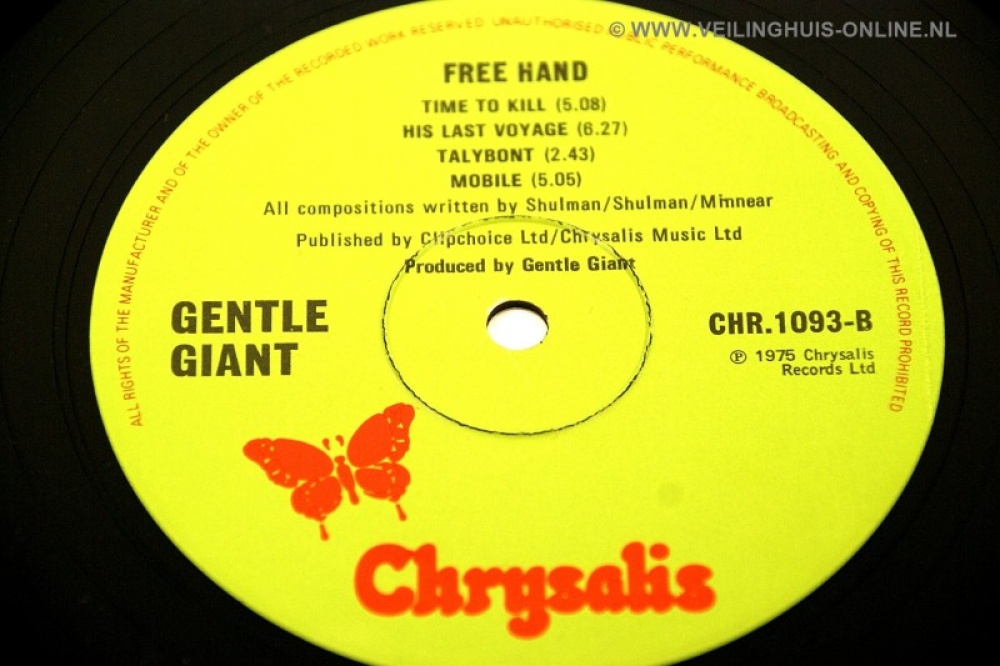 © WWW.VEILINGHUIS-ONLINE.NL
ALL RIGHTS OF THE MANUFACTURER AND OF THE OWNER OF THE RECORDED WORK RESERVED UNAUTHORISED PUBLIC PERFORMANCE BROADCASTING AND COPYING OF THIS RECORD PROHIBITED
FREE HAND
TIME TO KILL (5.08)
HIS LAST VOYAGE (6.27)
TALYBONT (2.43)
MOBILE (5.05)
All compositions written by Shulman/Shulman/Minnear
Published by Clipchoice Ltd/Chrysalis Music Ltd
Produced by Gentle Giant
GENTLE
GIANT
CHR.1093-B
℗ 1975 Chrysalis
Records Ltd
Chrysalis